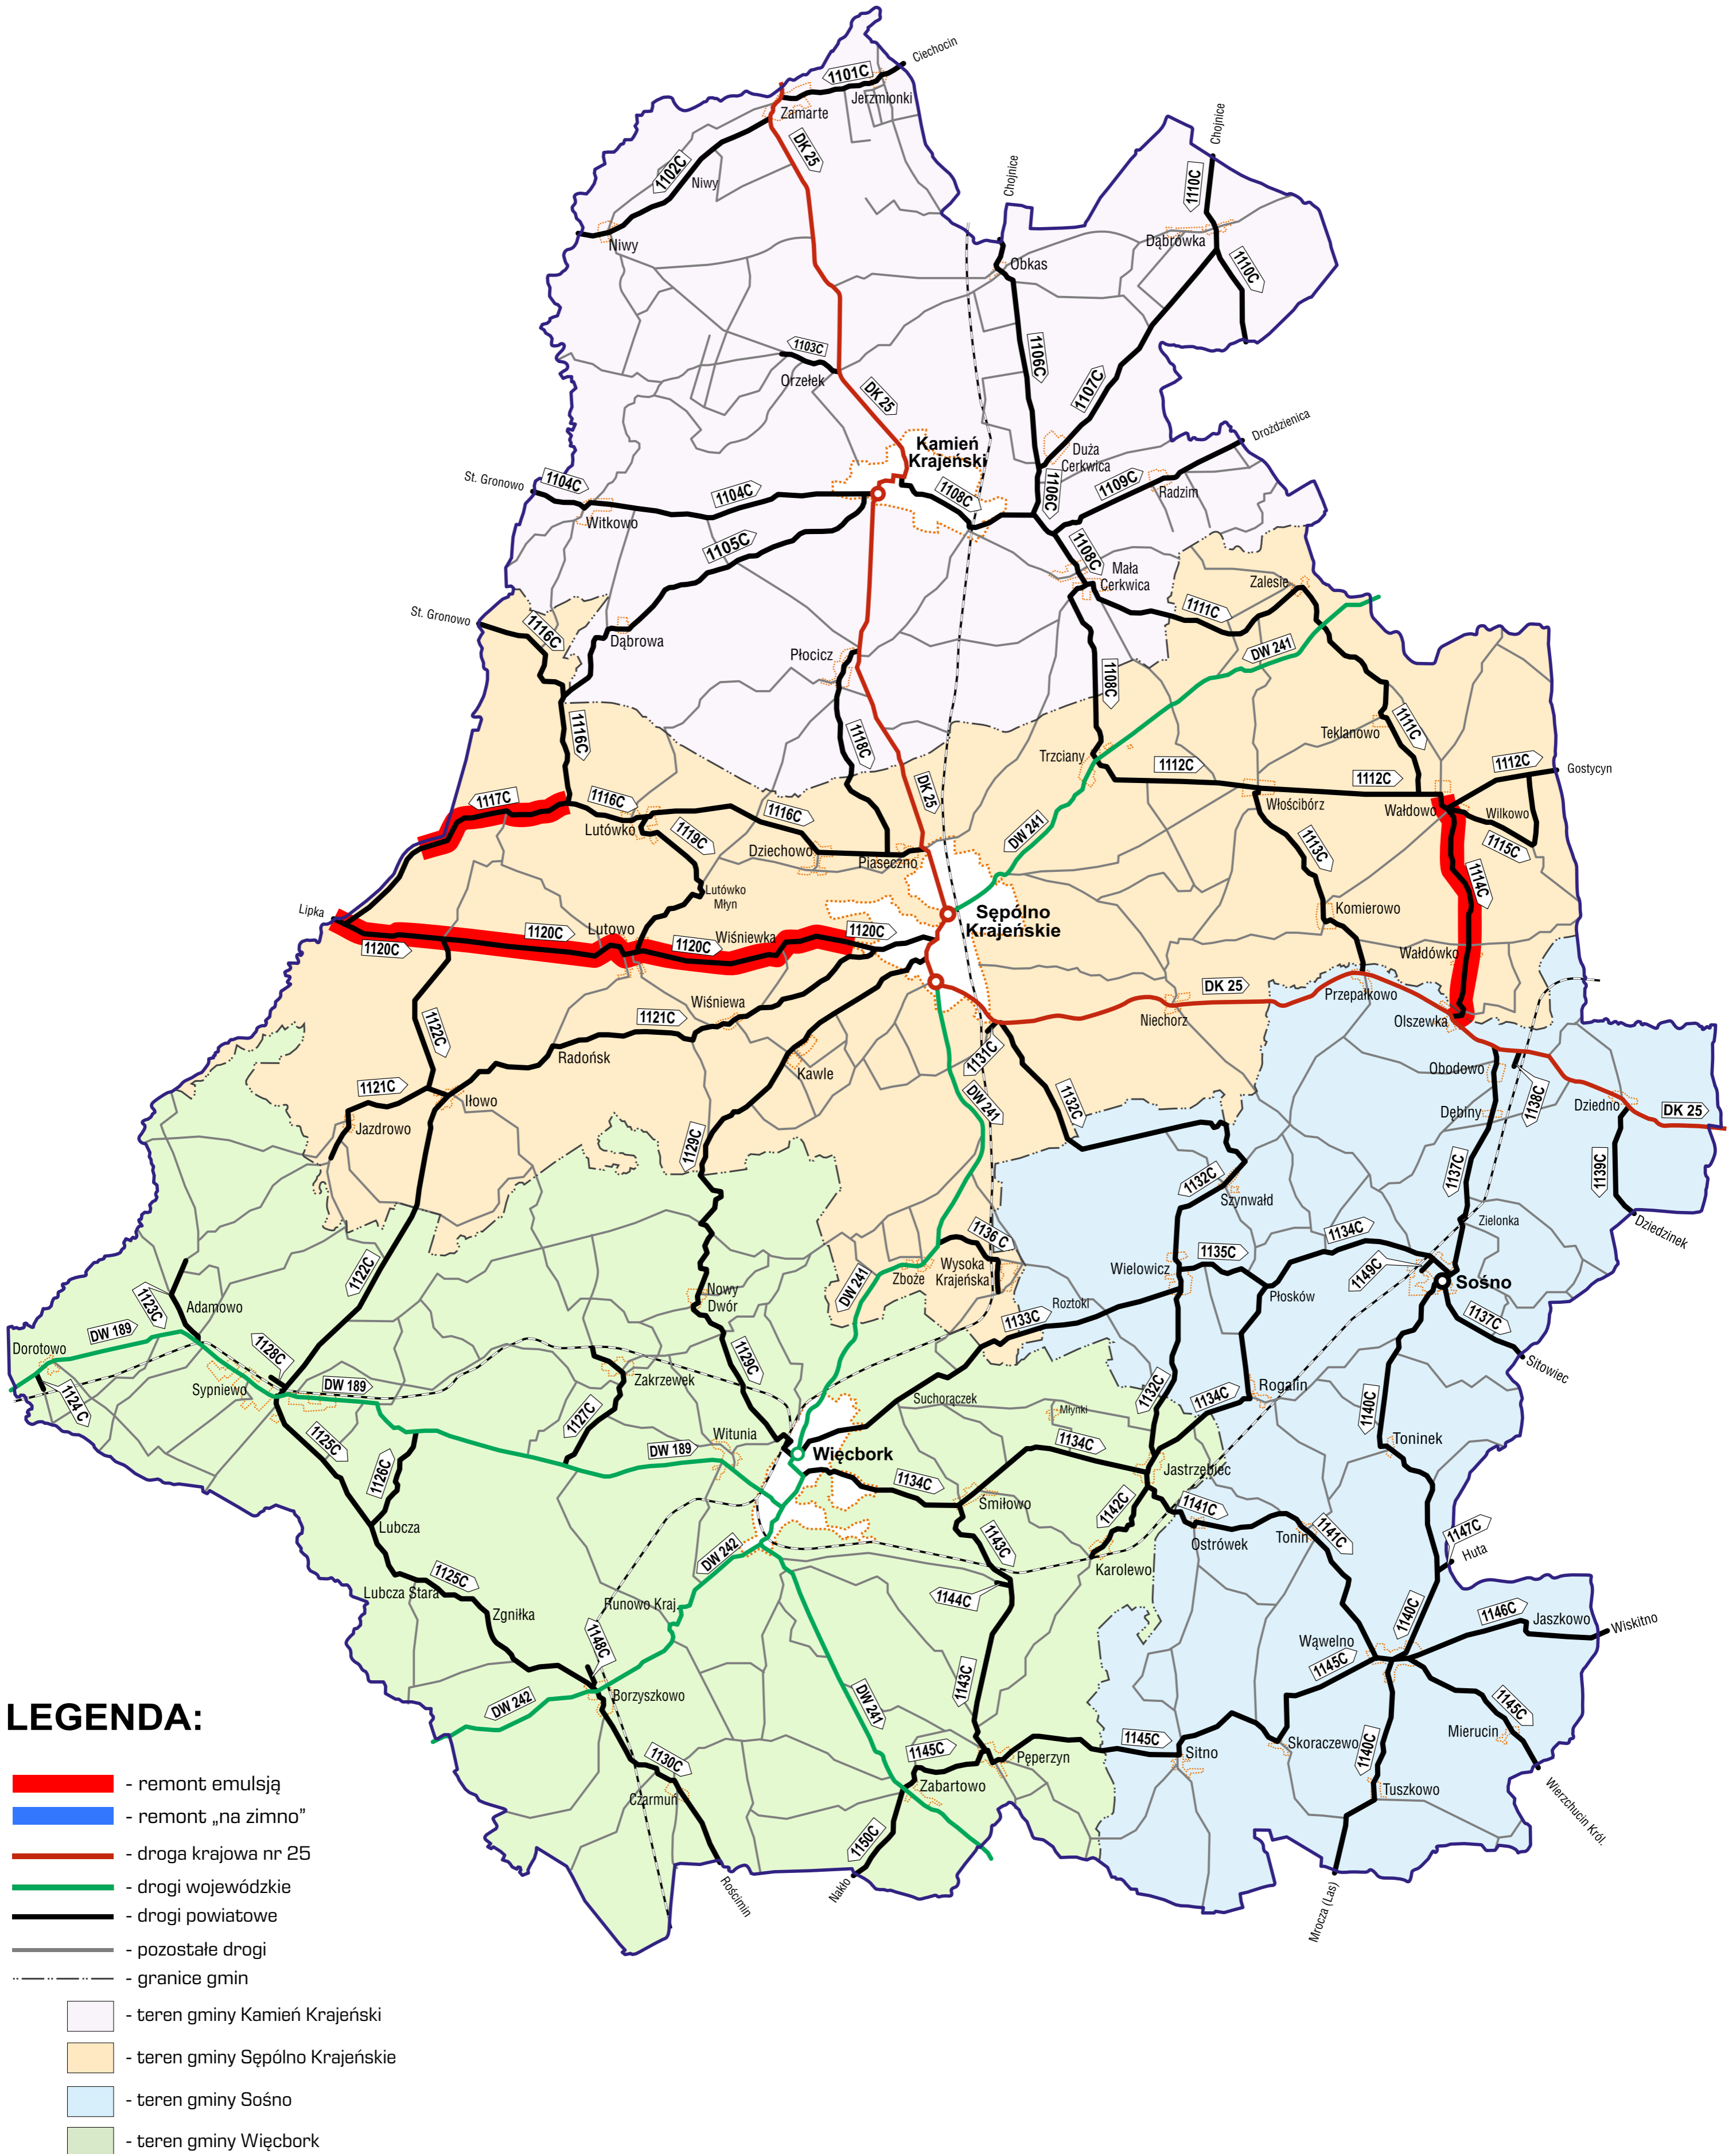 Ciechocin
1101C
Jerzmionki
Zamarte
DK 25
1102C
Niwy
Niwy
Chojnice
Chojnice
1110C
Dąbrówka
1110C
Obkas
1103C
Orzełek
1106C
1107C
DK 25
Kamień
Krajeński
Duża
Cerkwica
Drożdzienica
St. Gronowo
1104C
1104C
Witkowo
1108C
1106C
1109C
Radzim
1105C
1108C
Mała
Cerkwica
Zalesie
St. Gronowo
1116C
Dąbrowa
1111C
DW 241
Płocicz
1108C
1116C
1118C
Teklanowo
1111C
Trzciany
1112C
1112C
1112C
Gostycyn
DK 25
1117C
1116C
Lutówko
1116C
1119C
Dziechowo
Piaseczno
DW 241
Włościbórz
Wałdowo
Wilkowo
1113C
1115C
1114C
Lutówko
Młyn
Lipka
1120C
1120C
Lutowo
1120C
Wiśniewka
1120C
Sępólno
Krajeńskie
Komierowo
Wałdówko
DK 25
Przepałkowo
Niechorz
Olszewka
Wiśniewa
1121C
1122C
Radońsk
Kawle
1131C
Obodowo
1138C
1121C
Iłowo
DW 241
1132C
Dębiny
Dziedno
DK 25
Jazdrowo
1129C
1132C
Szynwałd
1137C
1139C
Zielonka
Dziedzinek
1122C
1136 C
Wysoka
Krajeńska
Zboże
Wielowicz
1135C
1134C
1149C
Sośno
Płosków
DW 241
Nowy
Dwór
Roztoki
1133C
1123C
Adamowo
DW 189
Dorotowo
1137C
Sitowiec
1128C
Sypniewo
DW 189
1124 C
1129C
Zakrzewek
Suchorączek
1132C
1134C
Rogalin
1140C
Młynki
1127C
1125C
1126C
Witunia
DW 189
Więcbork
1134C
1134C
Toninek
Jastrzębiec
Śmiłowo
1142C
1141C
Ostrówek
Tonin
1141C
1147C
Huta
Lubcza
1143C
DW 242
Karolewo
1144C
1125C
Lubcza Stara
Zgniłka
Runowo Kraj.
1140C
1146C
Jaszkowo
Wiskitno
1148C
Wąwelno
1145C
1143C
Borzyszkowo
DW 242
DW 241
1145C
Mierucin
1130C
1145C
Pęperzyn
1145C
Sitno
Skoraczewo
1140C
Czarmuń
Zabartowo
Tuszkowo
Wierzchucin Król.
1150C
Rościmin
Nakło
Mrocza (Las)
LEGENDA:
- remont emulsją
- remont „na zimno”
- droga krajowa nr 25
- drogi wojewódzkie
- drogi powiatowe
- pozostałe drogi
- granice gmin
- teren gminy Kamień Krajeński
- teren gminy Sępólno Krajeńskie
- teren gminy Sośno
- teren gminy Więcbork